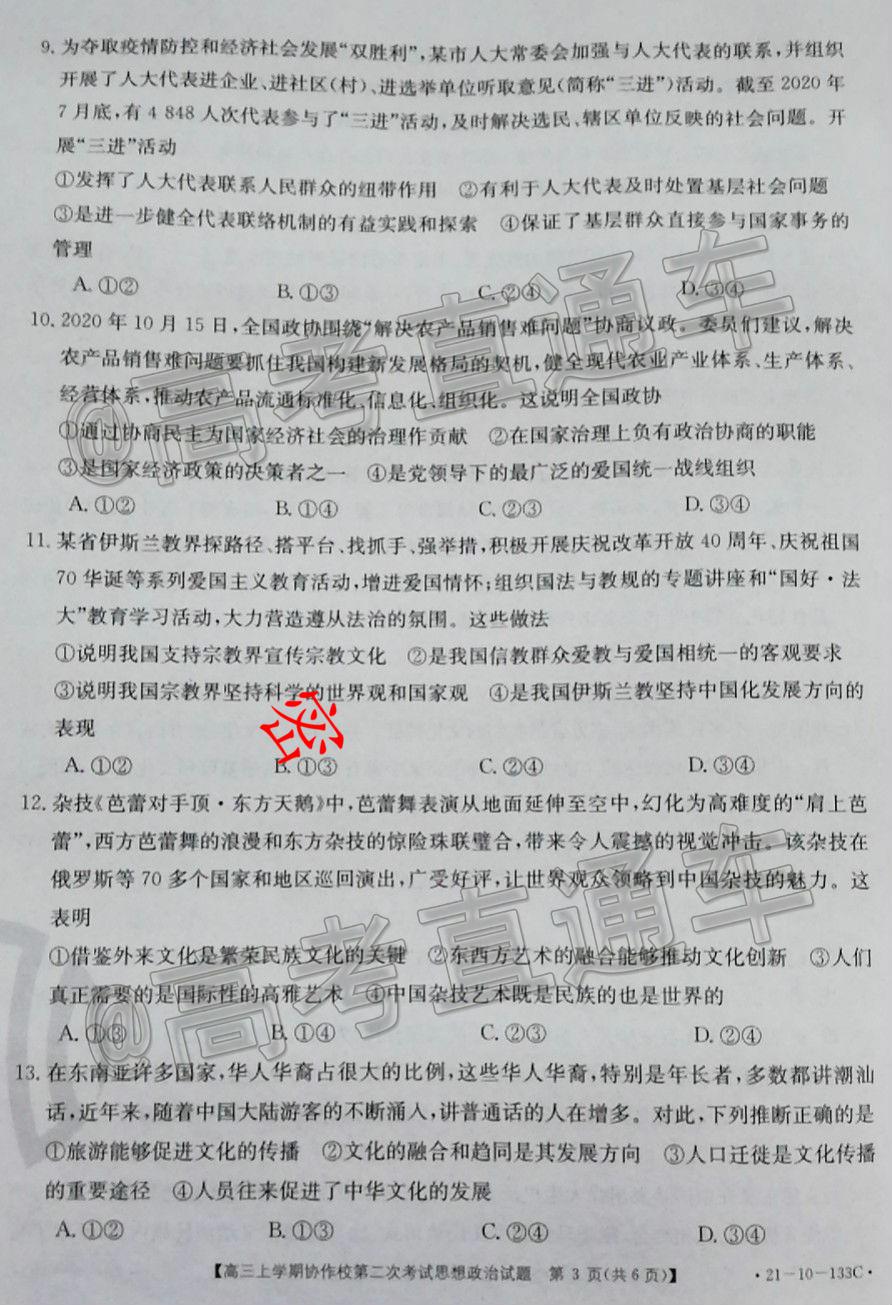 9. 为夺取疫情防控和经济社会发展“双胜利”，某市人大常委会加强与人大代表的联系，并组织
开展了人大代表进企业、进社区(村)、进选举单位听取意见(简称“三进”)活动。截至 2020 年
7 月底，有 4 848 人次代表参与了“三进”活动，及时解决选民、辖区单位反映的社会问题。开
展“三进”活动
①发挥了人大代表联系人民群众的纽带作用 ②有利于人大代表及时处置基层社会问题
③是进一步健全代表联络机制的有益实践和探索 ④保证了基层群众直接参与国家事务的
管理
A. ①② B. ①③ C. ②④ D. ③④
10. 2020 年 10 月 15 日，全国政协围绕“解决农产品销售难问题”协商议政。委员们建议，解决
农产品销售难问题要抓住我国构建新发展格局的契机，健全现代农业产业体系、生产体系、
经营体系，推动农产品流通标准化、信息化、组织化。这说明全国政协
①通过协商民主为国家经济社会的治理作贡献 ②在国家治理上负有政治协商的职能
③是国家经济政策的决策者之一 ④是党领导下的最广泛的爱国统一战线组织
A. ①② B. ①④ C. ②③ D. ③④
11. 某省伊斯兰教界探路径、搭平台、找抓手、强举措，积极开展庆祝改革开放 40 周年、庆祝祖国
70 华诞等系列爱国主义教育活动，增进爱国情怀；组织国法与教规的专题讲座和“国好·法
大”教育学习活动，大力营造遵从法治的氛围。这些做法
①说明我国支持宗教界宣传宗教文化 ②是我国信教群众爱教与爱国相统一的客观要求
③说明我国宗教界坚持科学的世界观和国家观 ④是我国伊斯兰教坚持中国化发展方向的
表现
密
A. ①② B. ①③ C. ②④ D. ③④
12. 杂技《芭蕾对手顶·东方天鹅》中，芭蕾舞表演从地面延伸至空中，幻化为高难度的“肩上芭
蕾”，西方芭蕾舞的浪漫和东方杂技的惊险珠联璧合，带来令人震撼的视觉冲击。该杂技在
俄罗斯等 70 多个国家和地区巡回演出，广受好评，让世界观众领略到中国杂技的魅力。这
表明
①借鉴外来文化是繁荣民族文化的关键 ②东西方艺术的融合能够推动文化创新 ③人们
真正需要的是国际性的高雅艺术 ④中国杂技艺术既是民族的也是世界的
A. ①③ B. ①④ C. ②③ D. ②④
13. 在东南亚许多国家，华人华裔占很大的比例，这些华人华裔，特别是年长者，多数都讲潮汕
话，近年来，随着中国大陆游客的不断涌入，讲普通话的人在增多。对此，下列推断正确的是
①旅游能够促进文化的传播 ②文化的融合和趋同是其发展方向 ③人口迁徙是文化传播
的重要途径 ④人员往来促进了中华文化的发展
A. ①② B. ①③ C. ②④ D. ③④
【高三上学期协作校第二次考试思想政治试题 第 3 页(共 6 页)】 ·21-10-133C·
@高考直通车
@高考直通车